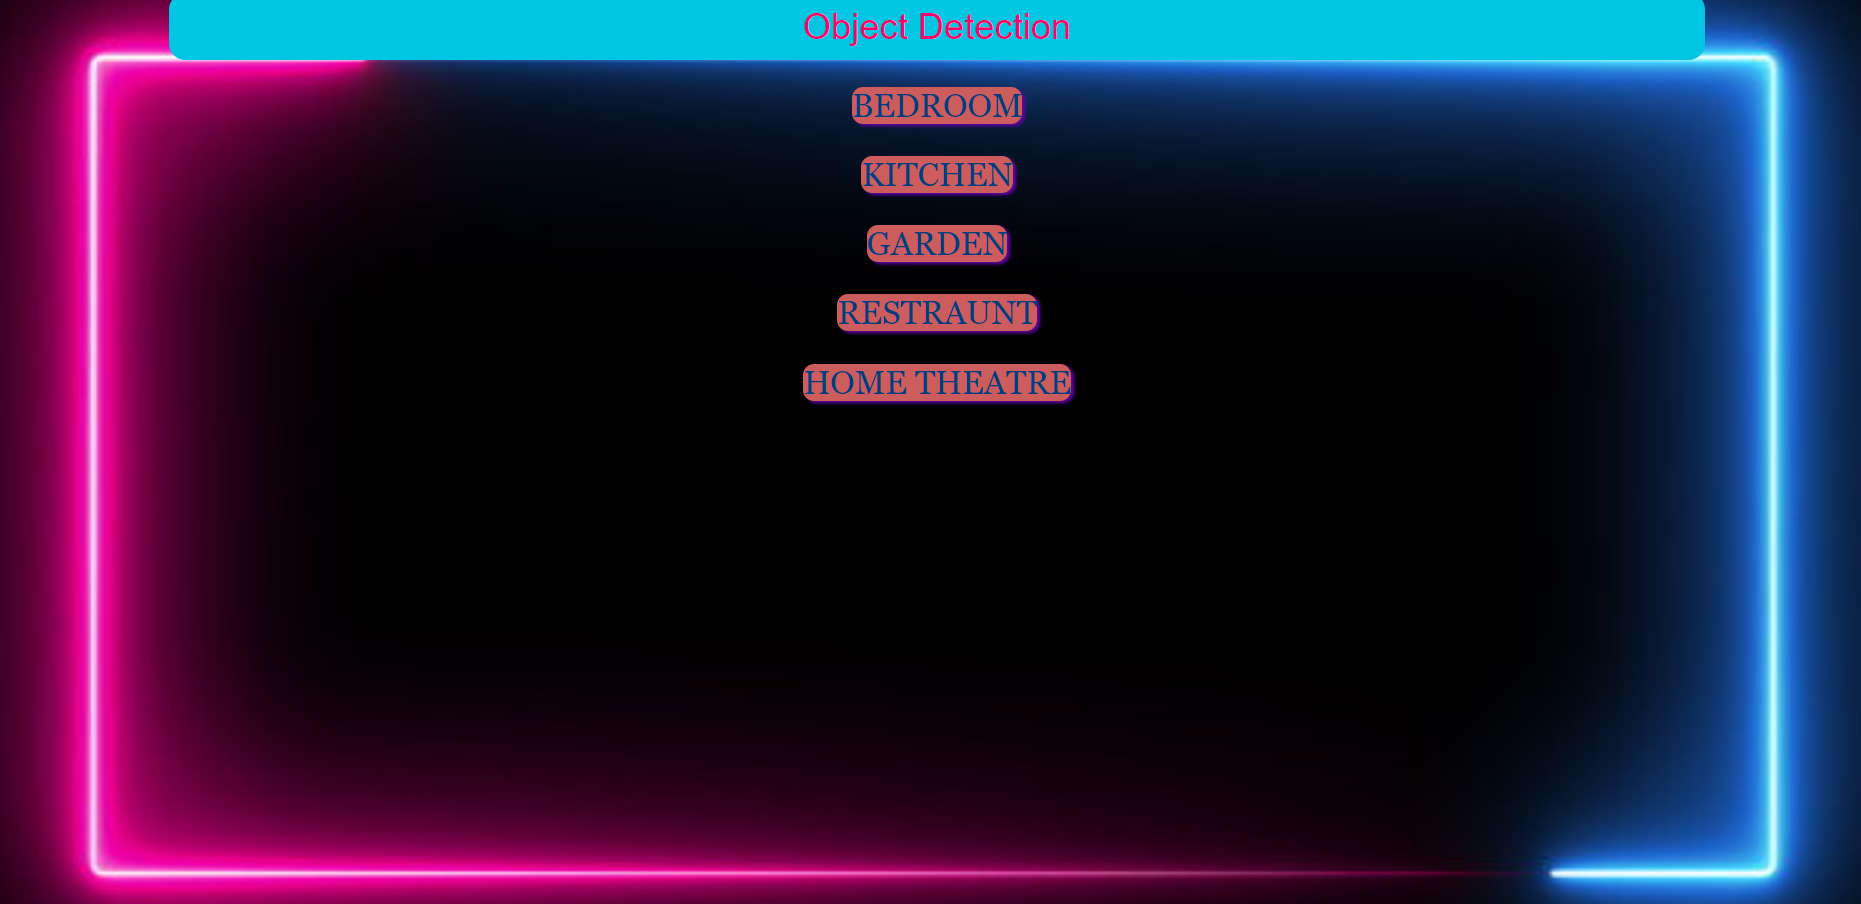 Object Detection
BEDROOM
KITCHEN
GARDEN
RESTRAUNT
HOME THEATRE